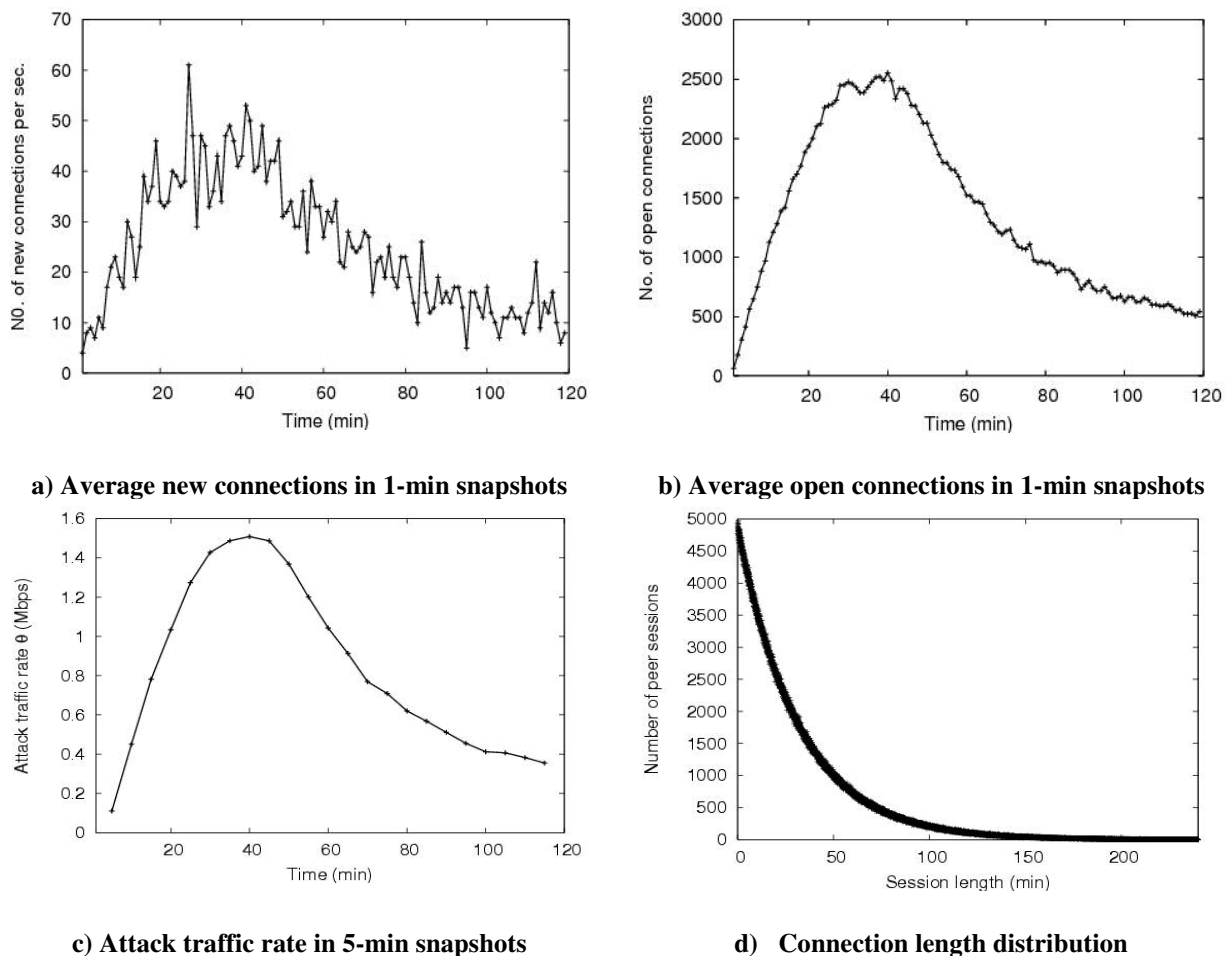 70
60
50
40
30
20
10
0
20 40 60 80 100 120
N0. of new connections per sec.
Time (min)
a) Average new connections in 1-min snapshots
3000
2500
2000
1500
1000
500
0
20 40 60 80 100 120
No. of open connections
Time (min)
b) Average open connections in 1-min snapshots
1.6
1.4
1.2
1
0.8
0.6
0.4
0.2
0
20 40 60 80 100 120
Attack traffic rate θ (Mbps)
Time (min)
c) Attack traffic rate in 5-min snapshots
5000
4500
4000
3500
3000
2500
2000
1500
1000
500
0
0 50 100 150 200
Number of peer sessions
Session length (min)
d) Connection length distribution